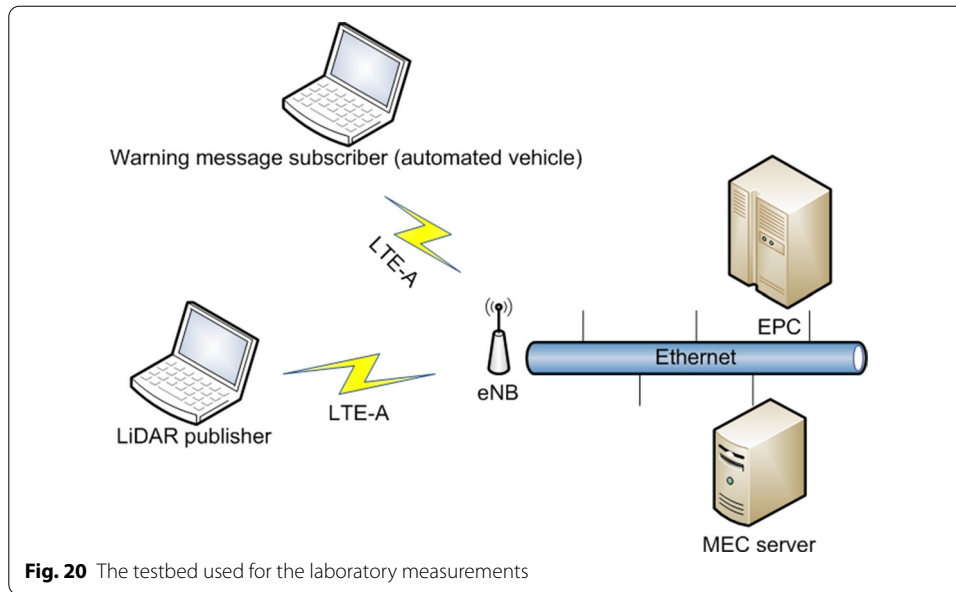 Warning message subscriber (automated vehicle)
LTE-A
EPC
Ethernet
eNB
LTE-A
LiDAR publisher
MEC server
Fig. 20 The testbed used for the laboratory measurements